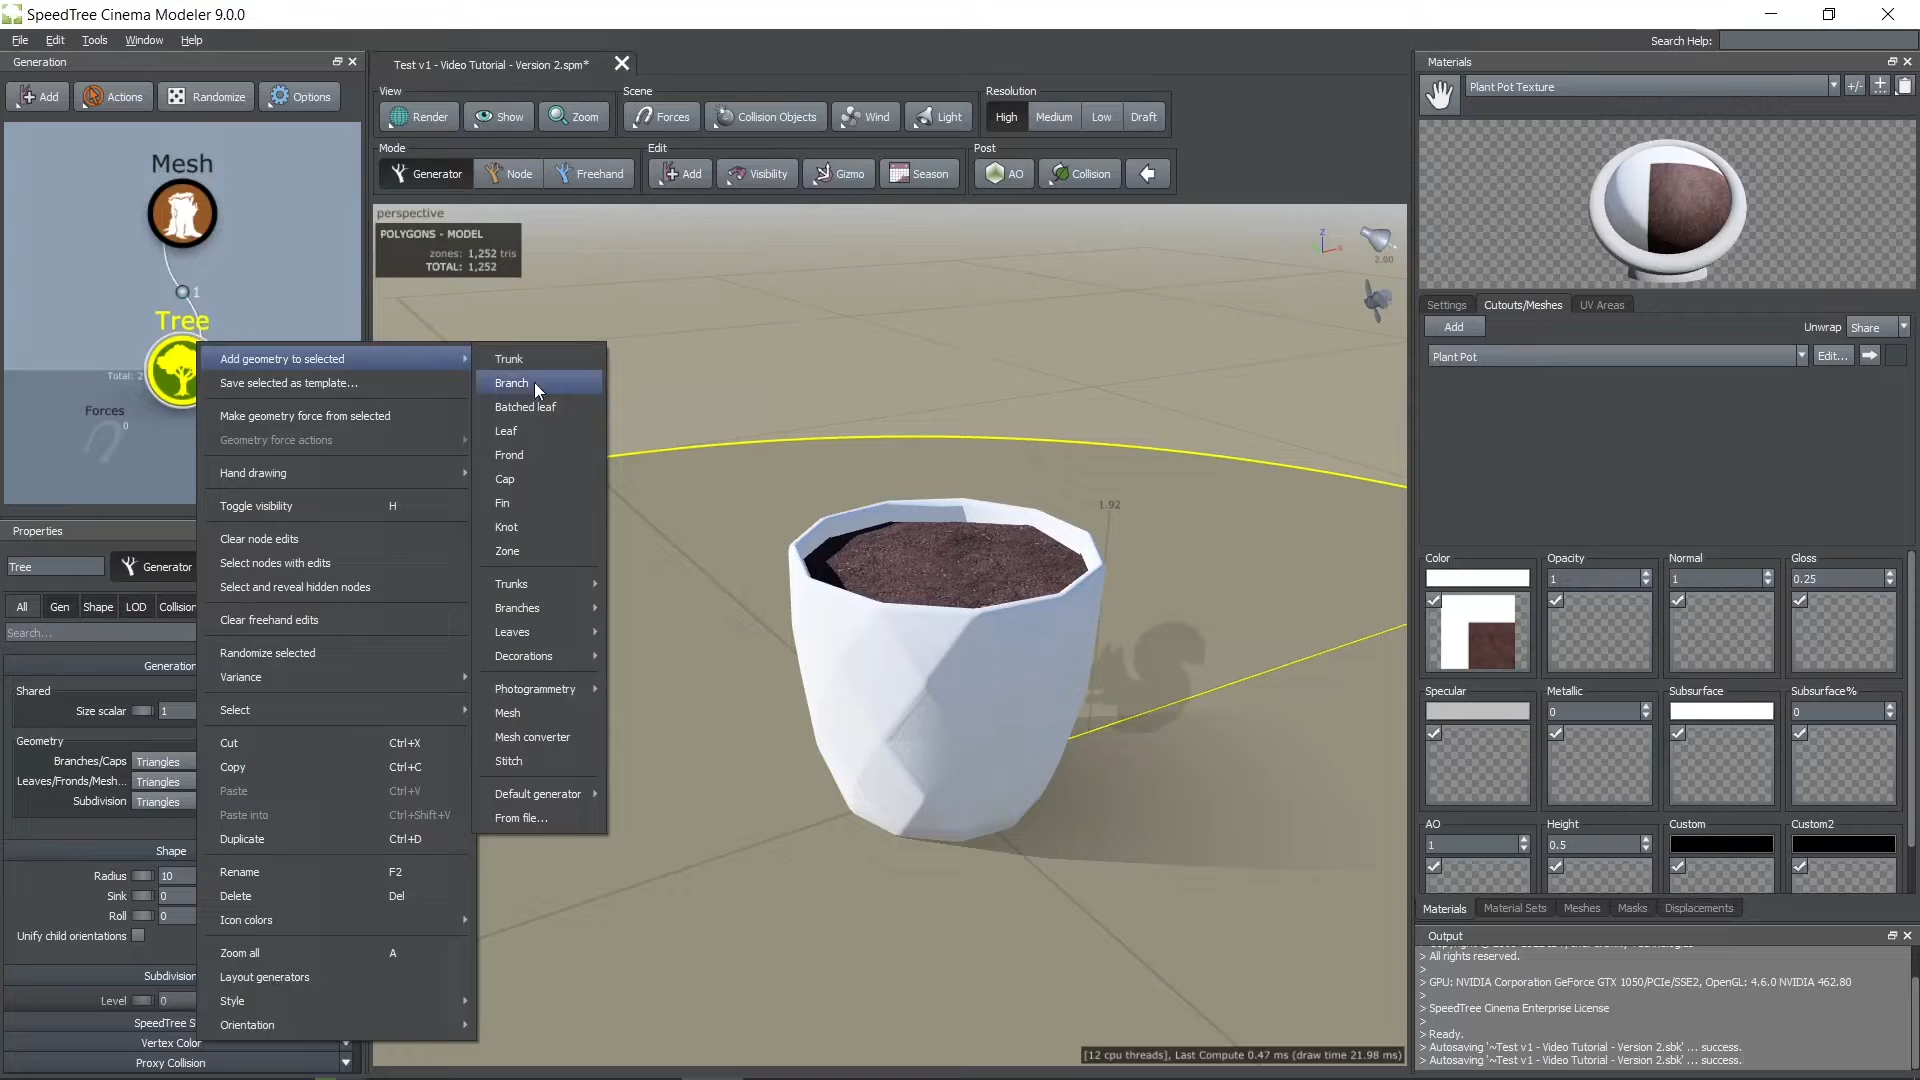 SpeedTree Cinema Modeler 9.0.0
File Edit Tools Window Help
Search Help:
Generation
Add Actions Randomize Options
Mesh
1
Tree
Total: 2
Forces
0
Properties
Tree
Generator
All Gen Shape LOD Collision
Search...
Generation
Shared
Size scalar 1
Geometry
Branches/Caps Triangles
Leaves/Fronds/Mesh... Triangles
Subdivision Triangles
Shape
Radius 10
Sink 0
Roll 0
Unify child orientations
Subdivision
Level 0
SpeedTree S
Vertex Color
Proxy Collision
Add geometry to selected
Save selected as template...
Make geometry force from selected
Geometry force actions
Hand drawing
Toggle visibility H
Clear node edits
Select nodes with edits
Select and reveal hidden nodes
Clear freehand edits
Randomize selected
Variance
Select
Cut Ctrl+X
Copy Ctrl+C
Paste Ctrl+V
Paste into Ctrl+Shift+V
Duplicate Ctrl+D
Rename F2
Delete Del
Icon colors
Zoom all A
Layout generators
Style
Orientation
Trunk
Branch
Batched leaf
Leaf
Frond
Cap
Fin
Knot
Zone
Trunks
Branches
Leaves
Decorations
Photogrammetry
Mesh
Mesh converter
Stitch
Default generator
From file...
Test v1 - Video Tutorial - Version 2.spm*
View Scene Resolution
Render Show Zoom Forces Collision Objects Wind Light High Medium Low Draft
Mode Edit Post
Generator Node Freehand Add Visibility Gizmo Season AO Collision
perspective
POLYGONS - MODEL
zones: 1,252 tris
TOTAL: 1,252
z
x
2.00
1.92
[12 cpu threads], Last Compute 0.47 ms (draw time 21.98 ms)
Materials
Plant Pot Texture +/-
Settings Cutouts/Meshes UV Areas
Add Unwrap Share
Plant Pot Edit...
Color Opacity Normal Gloss
1 1 0.25
Specular Metallic Subsurface Subsurface%
0 0
AO Height Custom Custom2
1 0.5
Materials Material Sets Meshes Masks Displacements
Output
> All rights reserved.
>
> GPU: NVIDIA Corporation GeForce GTX 1050/PCIe/SSE2, OpenGL: 4.6.0 NVIDIA 462.80
>
> SpeedTree Cinema Enterprise License
>
> Ready.
> Autosaving '~Test v1 - Video Tutorial - Version 2.sbk' ... success.
> Autosaving '~Test v1 - Video Tutorial - Version 2.sbk' ... success.